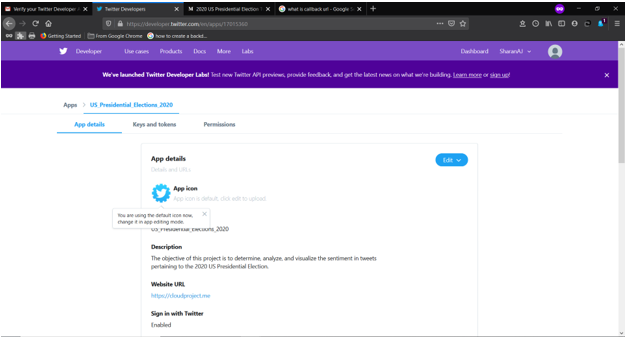 Verify your Twitter Developer
Twitter Developers
2020 US Presidential Election T
what is callback url - Google Se
https://developer.twitter.com/en/apps/17015360
Getting Started
From Google Chrome
how to create a backd...
Developer
Use cases
Products
Docs
More
Labs
Dashboard
SharanAJ
We've launched Twitter Developer Labs! Test new Twitter API previews, provide feedback, and get the latest news on what we're building. Learn more or sign up!
Apps > US_Presidential_Elections_2020
App details
Keys and tokens
Permissions
App details
Edit
Details and URLs
App icon
App icon is default, click edit to upload.
You are using the default icon now,
change it in app editing mode.
US_Presidential_Elections_2020
Description
The objective of this project is to determine, analyze, and visualize the sentiment in tweets
pertaining to the 2020 US Presidential Election.
Website URL
https://cloudproject.me
Sign in with Twitter
Enabled